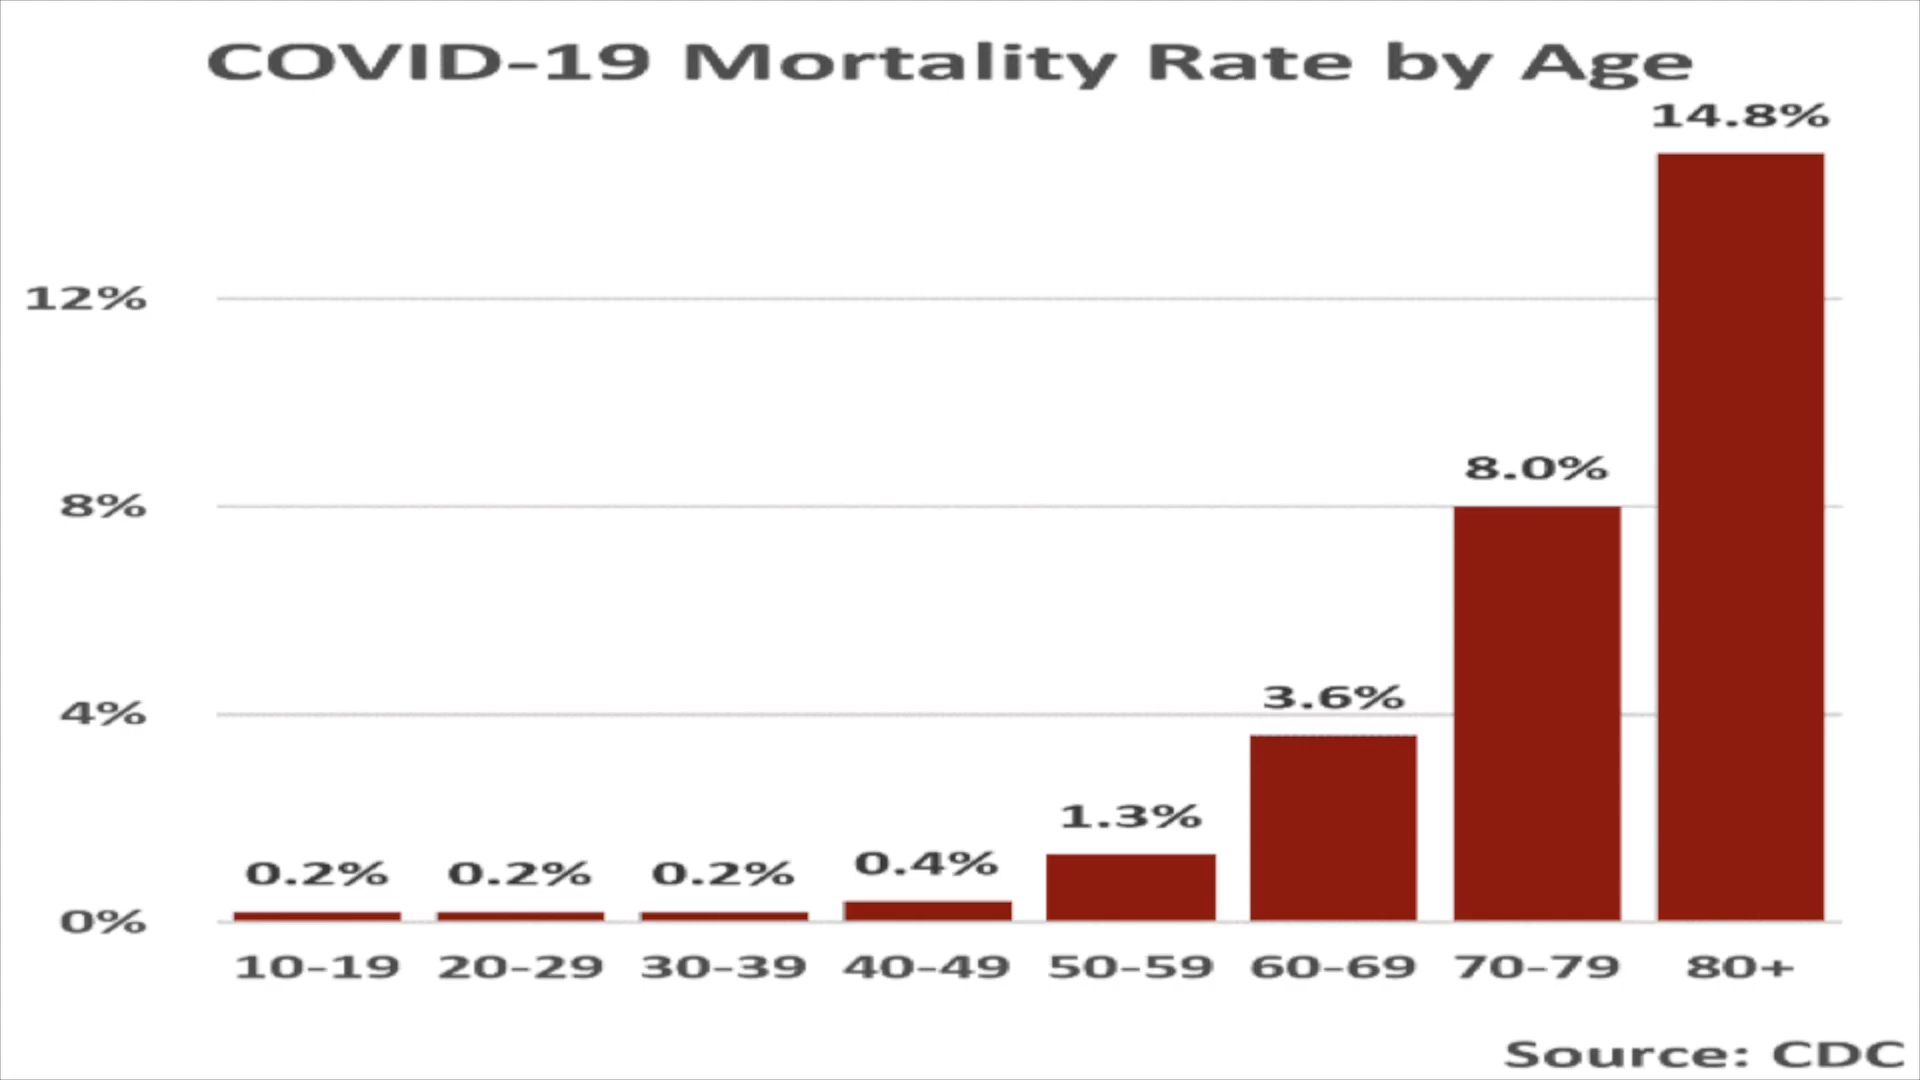 COVID-19 Mortality Rate by Age
14.8%
12%
8.0%
8%
3.6%
4%
1.3%
0.2% 0.2% 0.2% 0.4%
0%
10-19 20-29 30-39 40-49 50-59 60-69 70-79 80+
Source: CDC